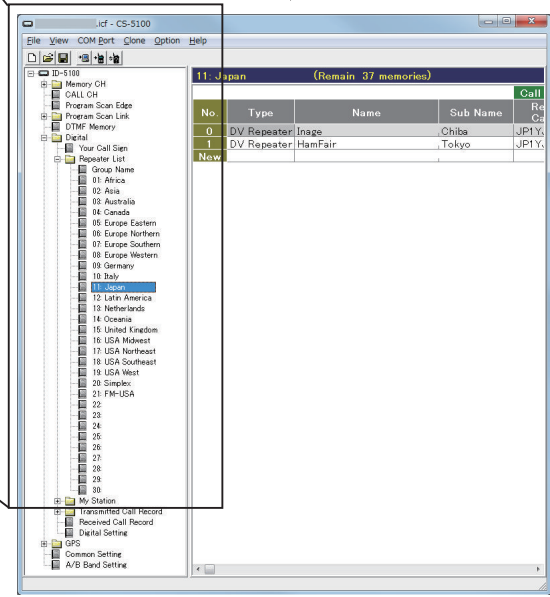 .icf - CS-5100
File View COM Port Clone Option Help
ID-5100
Memory CH
CALL CH
Program Scan Edge
Program Scan Link
DTMF Memory
Digital
Your Call Sign
Repeater List
Group Name
01: Africa
02: Asia
03: Australia
04: Canada
05: Europe Eastern
06: Europe Northern
07: Europe Southern
08: Europe Western
09: Germany
10: Italy
11: Japan
12: Latin America
13: Netherlands
14: Oceania
15: United Kingdom
16: USA Midwest
17: USA Northeast
18: USA Southeast
19: USA West
20: Simplex
21: FM-USA
22:
23:
24:
25:
26:
27:
28:
29:
30:
My Station
Transmitted Call Record
Received Call Record
Digital Setting
GPS
Common Setting
A/B Band Setting
11: Japan (Remain 37 memories)
Call
No. Type Name Sub Name Re
Ca
0 DV Repeater Inage Chiba JP1Y
1 DV Repeater HamFair Tokyo JP1Y
New